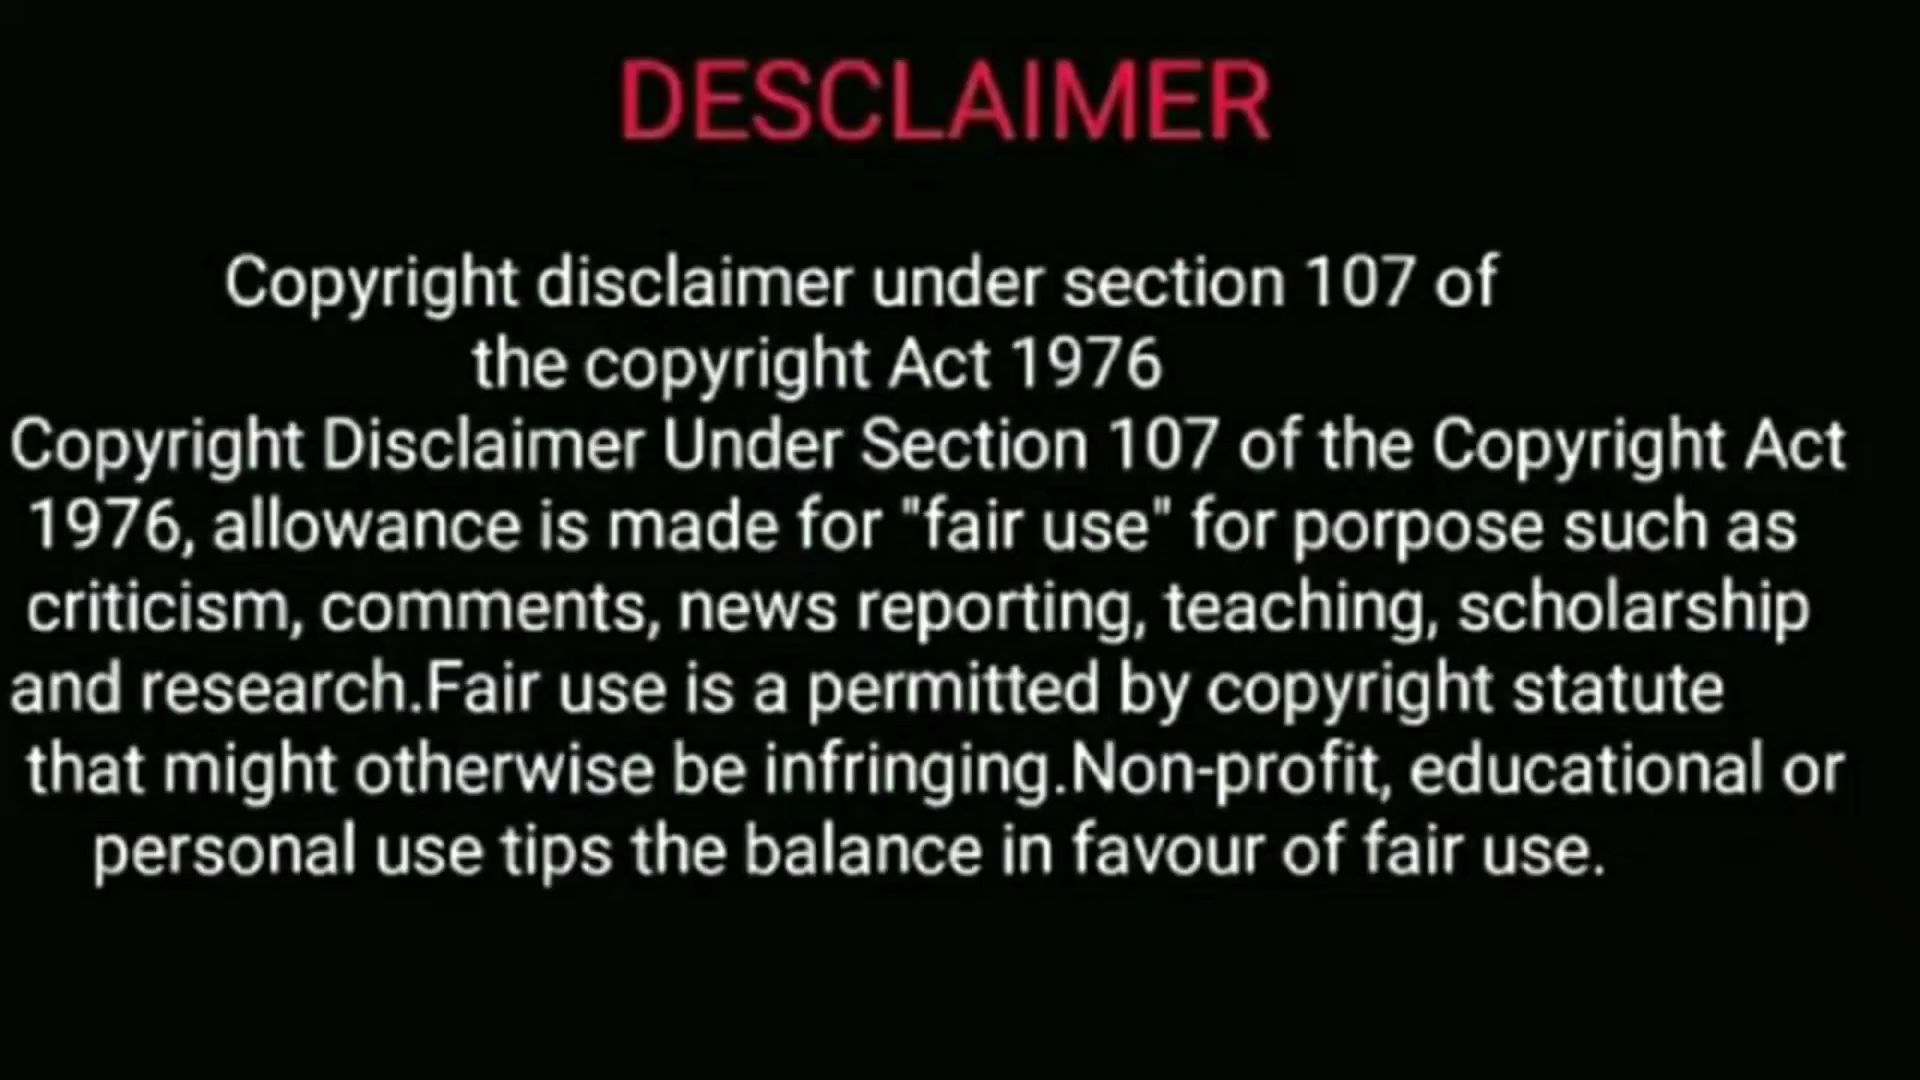 DESCLAIMER
Copyright disclaimer under section 107 of
the copyright Act 1976
Copyright Disclaimer Under Section 107 of the Copyright Act
1976, allowance is made for "fair use" for porpose such as
criticism, comments, news reporting, teaching, scholarship
and research.Fair use is a permitted by copyright statute
that might otherwise be infringing.Non-profit, educational or
personal use tips the balance in favour of fair use.